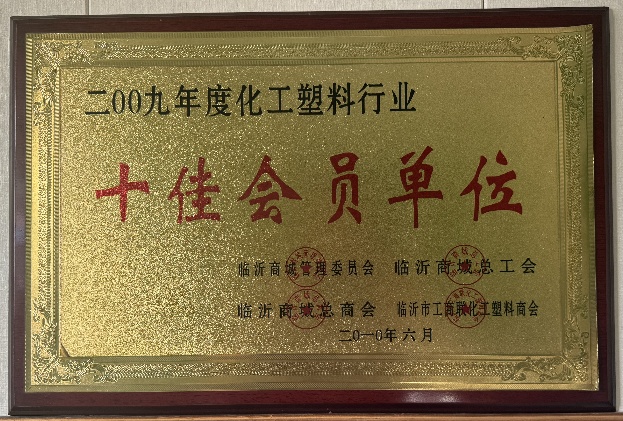 二00九年度化工塑料行业
十佳会员单位
临沂商城管理委员会 临沂商城总工会
临沂商城总商会 临沂市工商联化工塑料商会
二0一0年六月